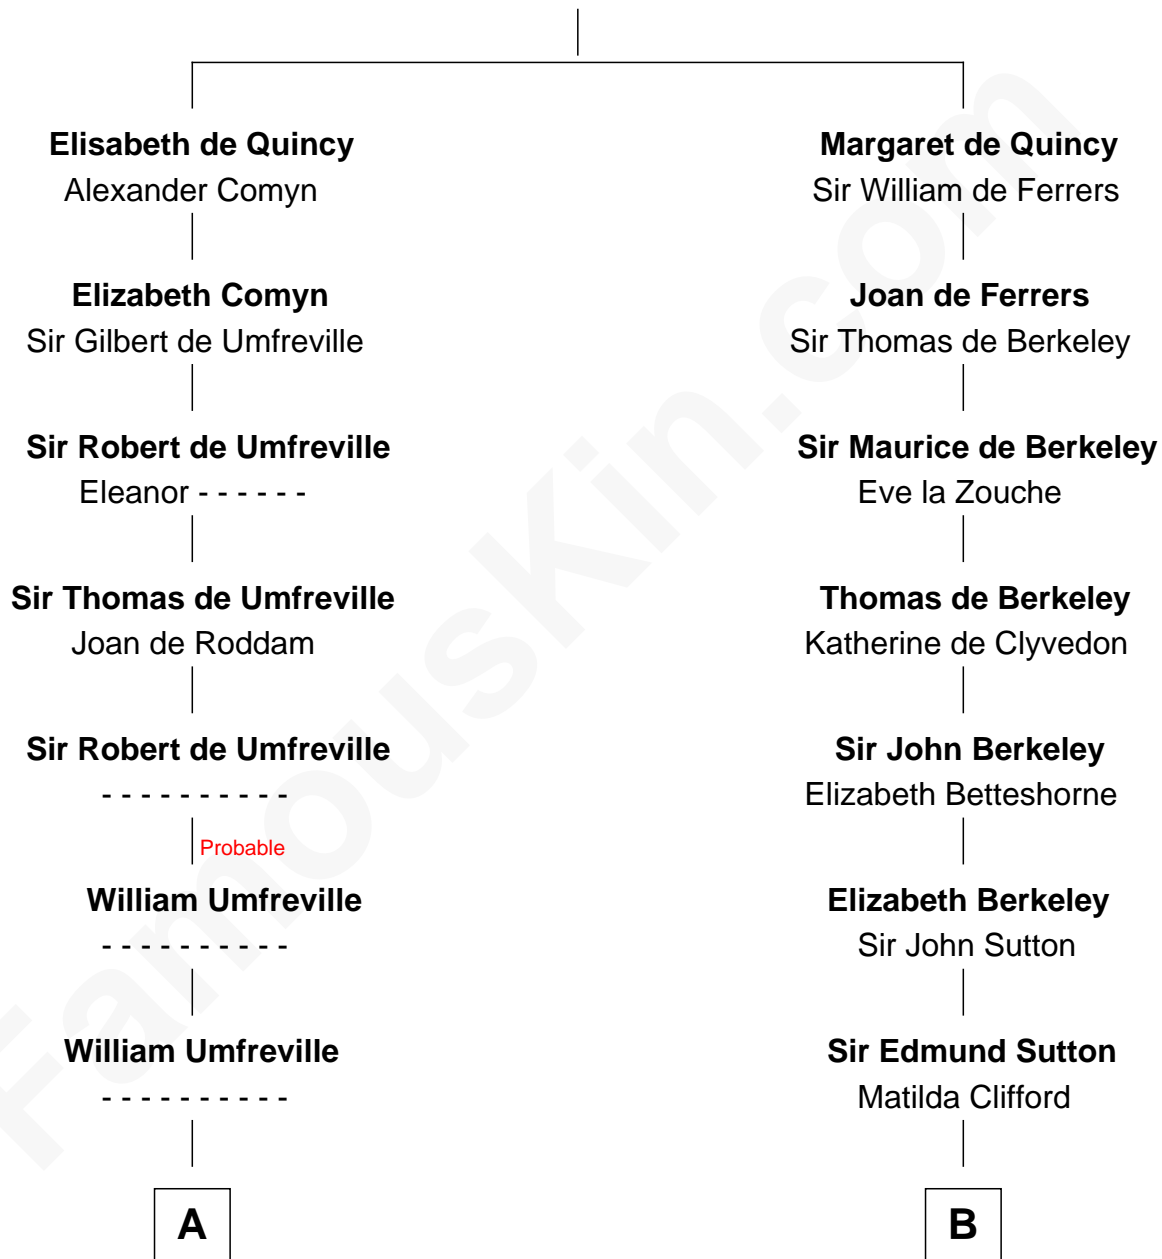 Elisabeth de Quincy
Alexander Comyn
Margaret de Quincy
Sir William de Ferrers
Elizabeth Comyn
Sir Gilbert de Umfreville
Joan de Ferrers
Sir Thomas de Berkeley
Sir Robert de Umfreville
Eleanor - - - - - -
Sir Maurice de Berkeley
Eve la Zouche
Sir Thomas de Umfreville
Joan de Roddam
Thomas de Berkeley
Katherine de Clyvedon
Sir Robert de Umfreville
- - - - - - - - - -
Sir John Berkeley
Elizabeth Betteshorne
Probable
William Umfreville
- - - - - - - - - -
Elizabeth Berkeley
Sir John Sutton
William Umfreville
- - - - - - - - - -
Sir Edmund Sutton
Matilda Clifford
A
B
FamousKin.com